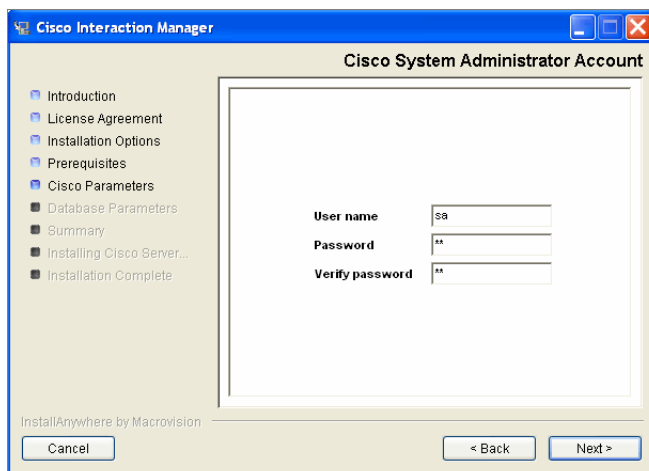 Cisco Interaction Manager
Cisco System Administrator Account
Introduction
License Agreement
Installation Options
Prerequisites
Cisco Parameters
Database Parameters
Summary
Installing Cisco Server...
Installation Complete
User name sa
Password **
Verify password **
InstallAnywhere by Macrovision
Cancel
< Back
Next >